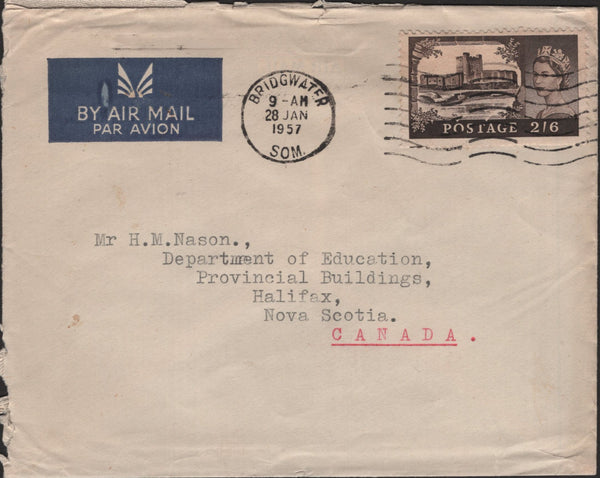 BY AIR MAIL
PAR AVION
BRIDGWATER
9-AM
28 JAN
1957
SOM.
POSTAGE 2/6
Mr H.M.Nason.,
Department of Education,
Provincial Buildings,
Halifax,
Nova Scotia.
CANADA.